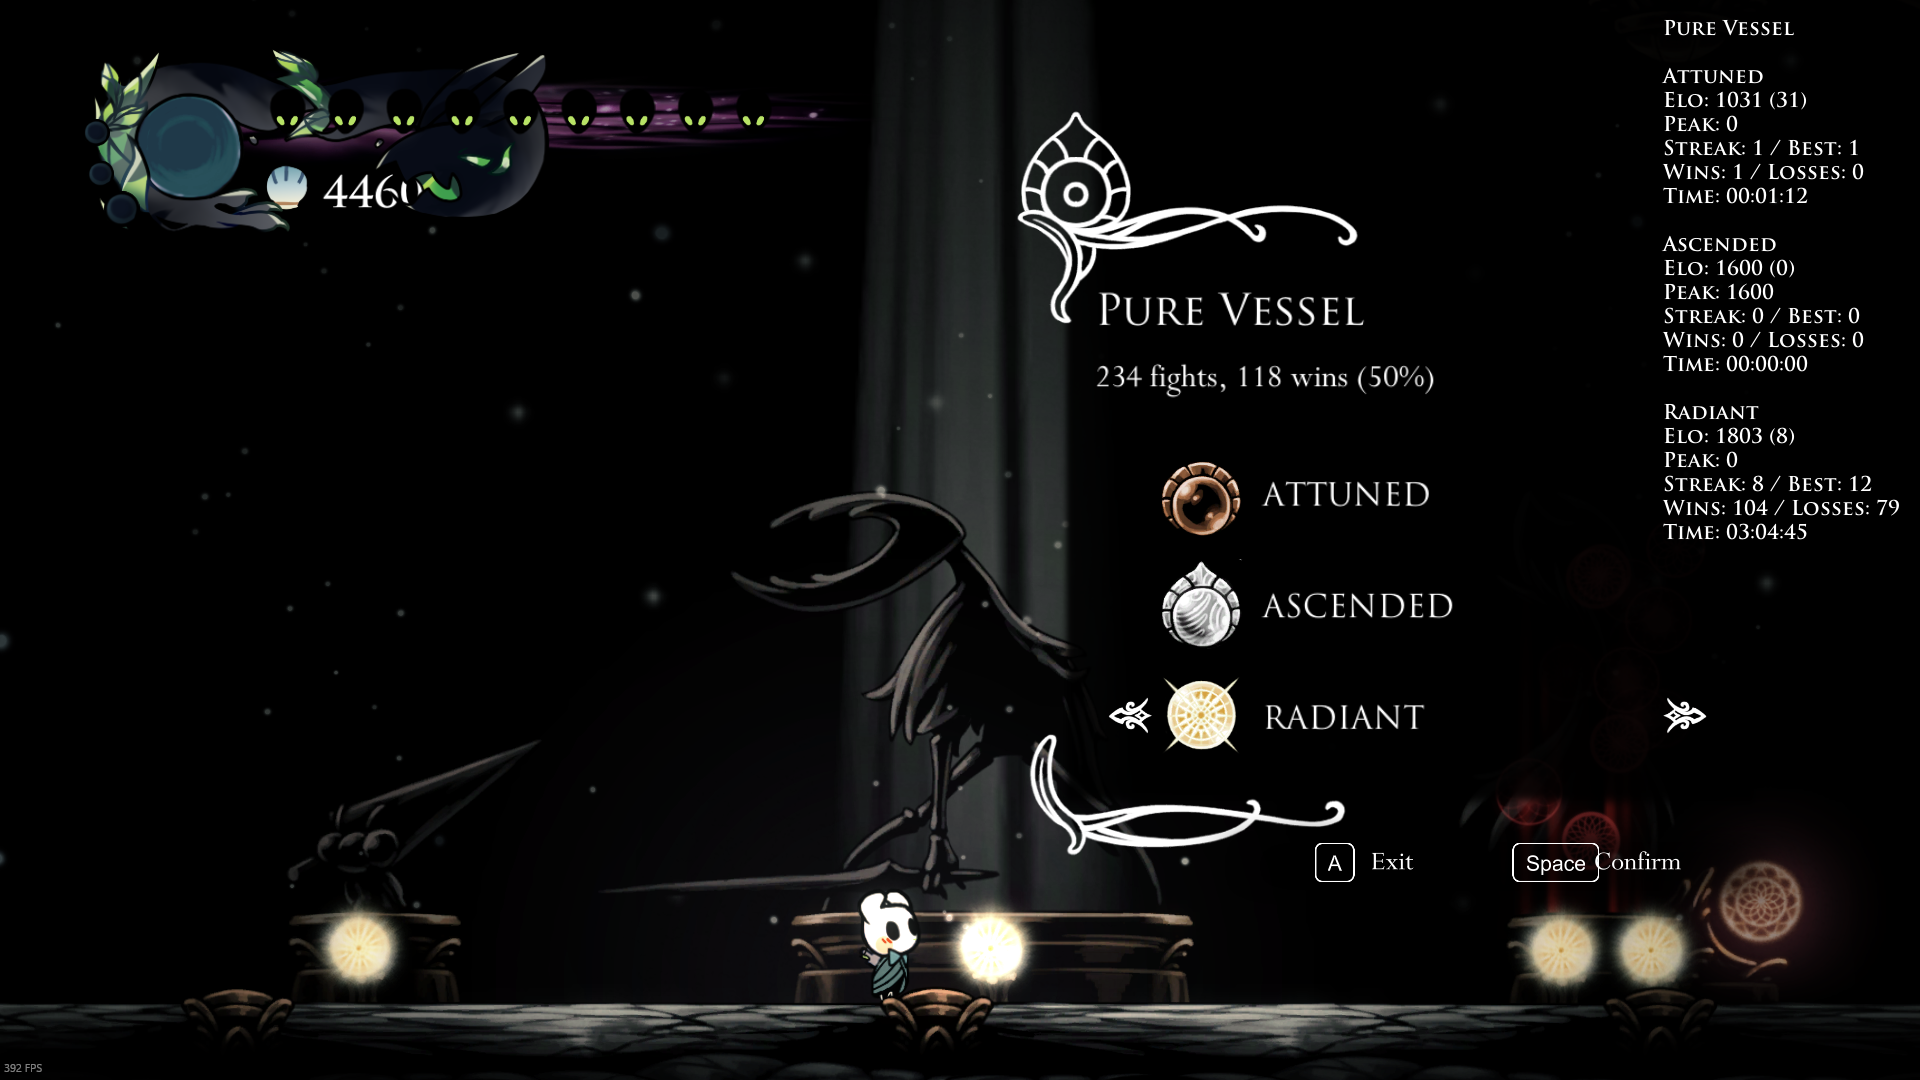 4460
Pure Vessel
234 fights, 118 wins (50%)
Attuned
Ascended
Radiant
A Exit
Space Confirm
Pure Vessel
Attuned
Elo: 1031 (31)
Peak: 0
Streak: 1 / Best: 1
Wins: 1 / Losses: 0
Time: 00:01:12
Ascended
Elo: 1600 (0)
Peak: 1600
Streak: 0 / Best: 0
Wins: 0 / Losses: 0
Time: 00:00:00
Radiant
Elo: 1803 (8)
Peak: 0
Streak: 8 / Best: 12
Wins: 104 / Losses: 79
Time: 03:04:45
392 FPS